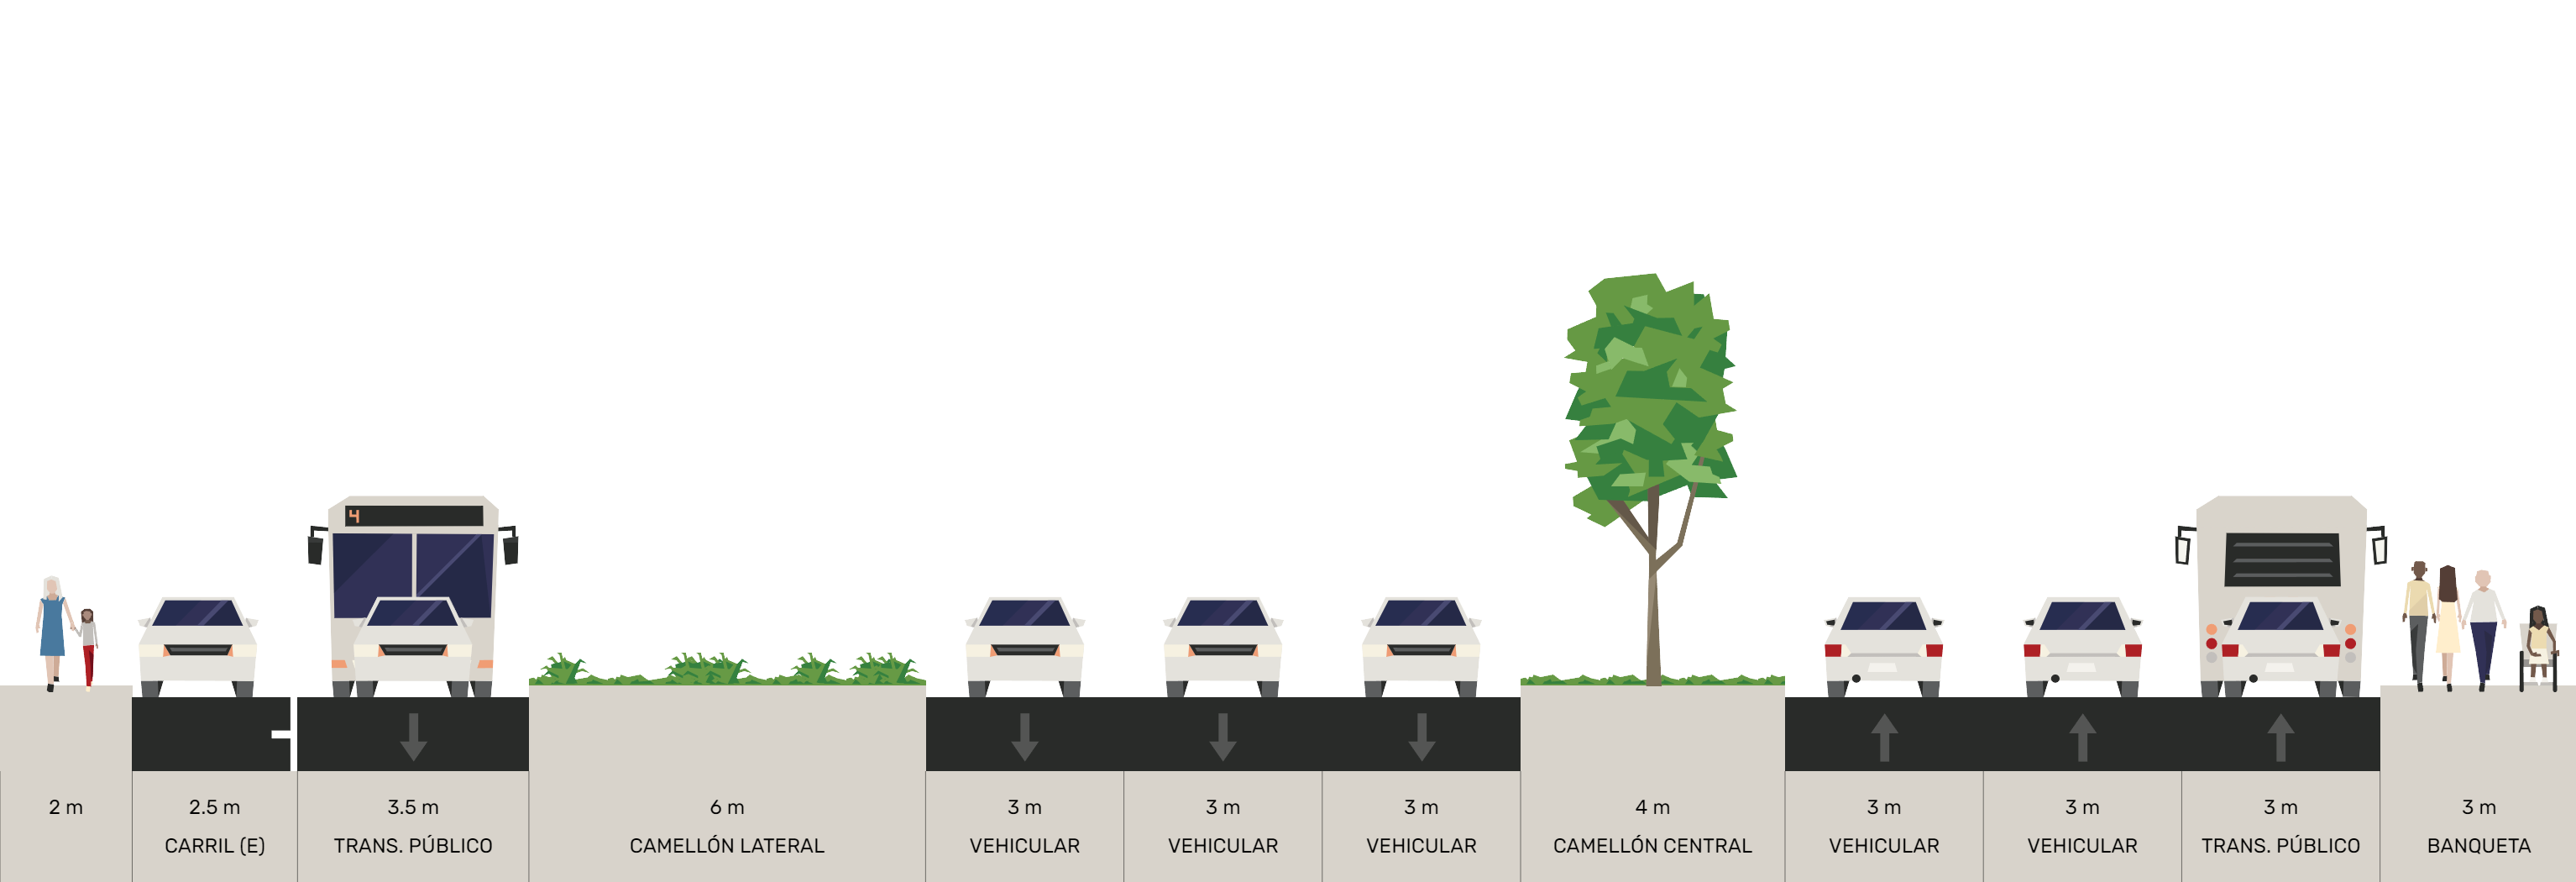 4
2 m
2.5 m
CARRIL (E)
3.5 m
TRANS. PÚBLICO
6 m
CAMELLÓN LATERAL
3 m
VEHICULAR
3 m
VEHICULAR
3 m
VEHICULAR
4 m
CAMELLÓN CENTRAL
3 m
VEHICULAR
3 m
VEHICULAR
3 m
TRANS. PÚBLICO
3 m
BANQUETA